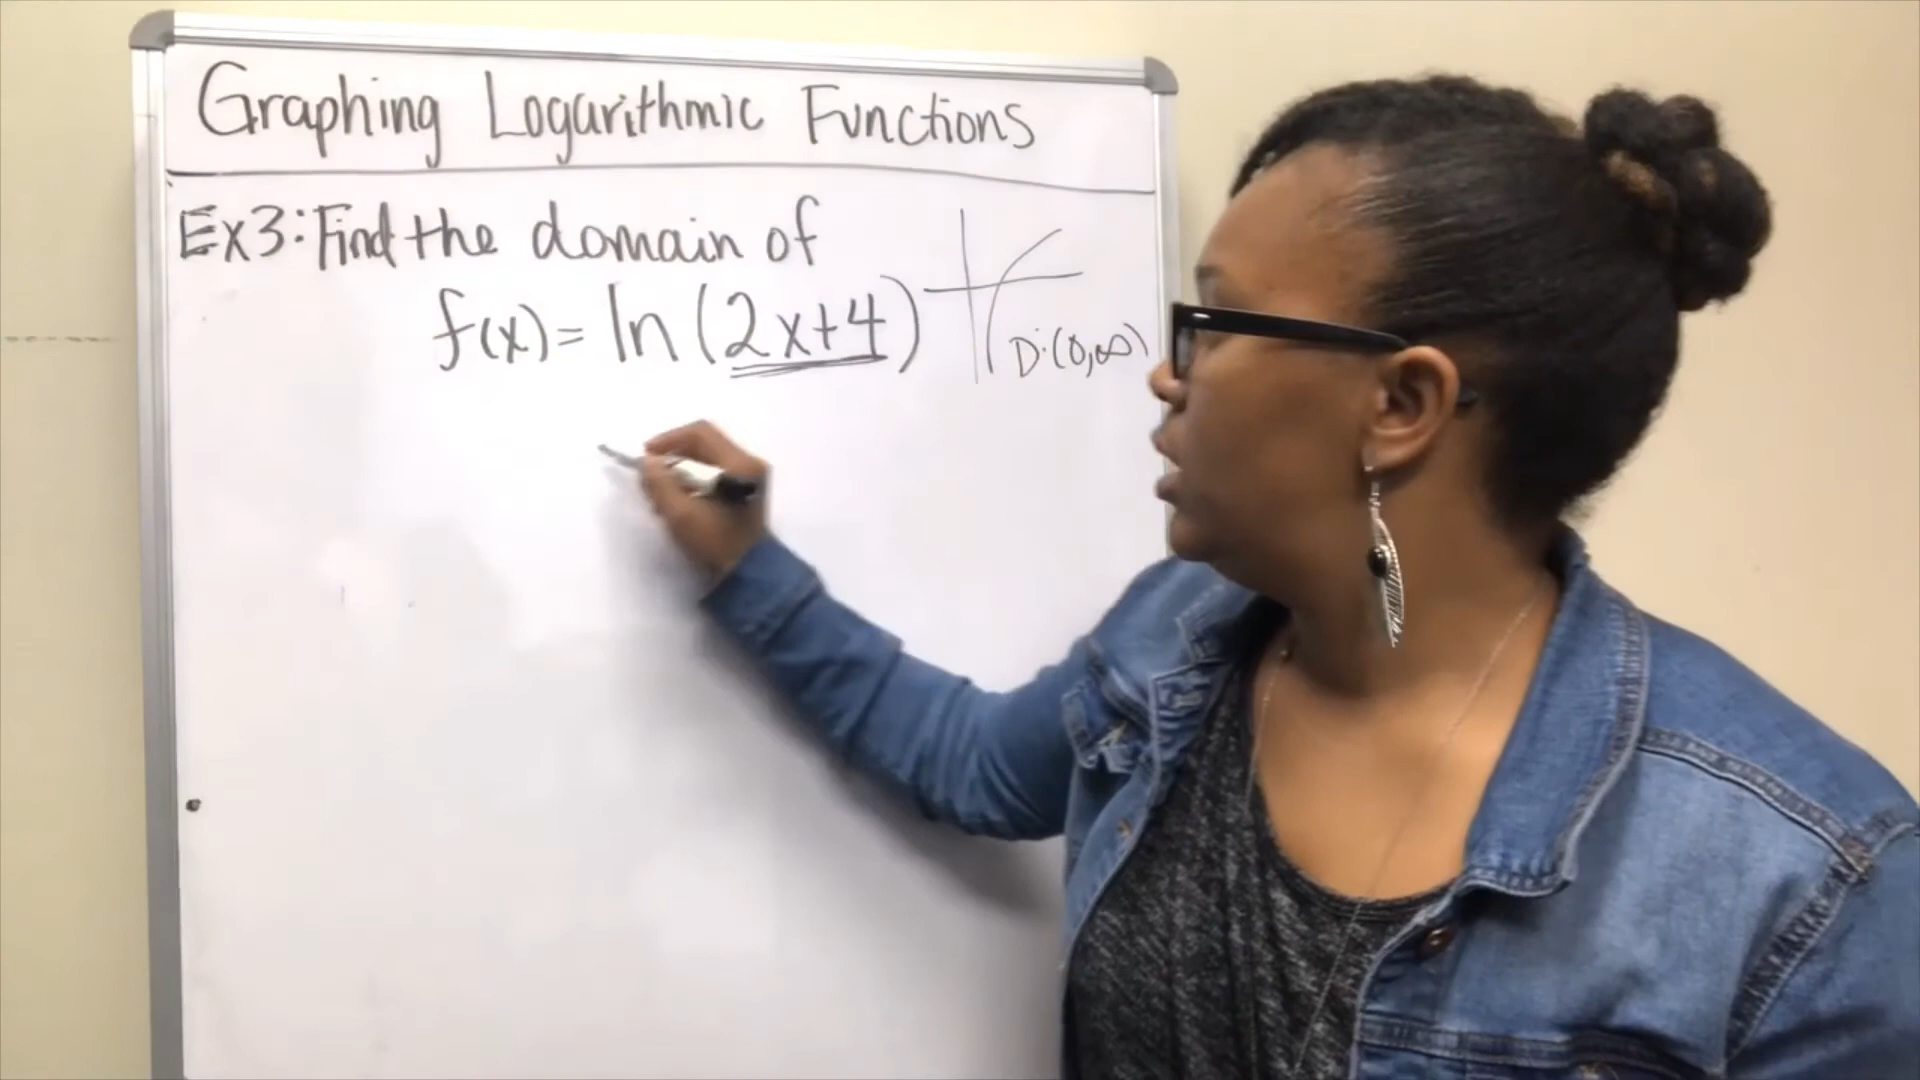 Graphing Logarithmic Functions
Ex3: Find the domain of
f(x) = ln (2x+4)
D: (0,∞)